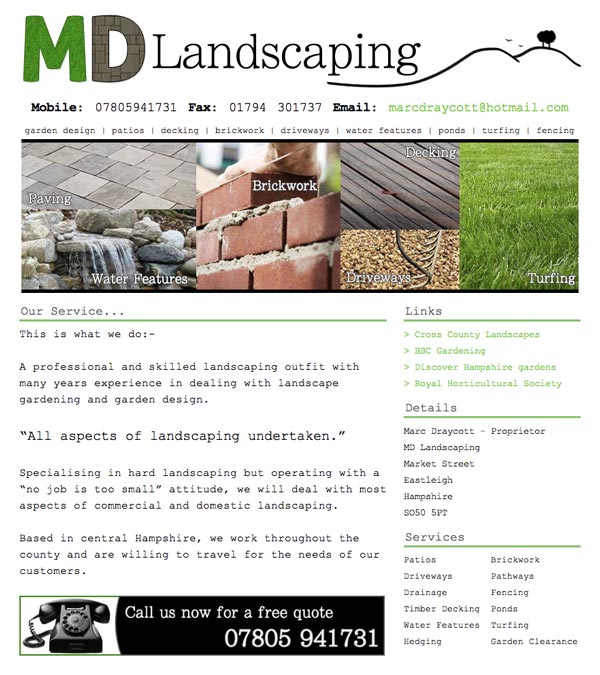 MD Landscaping
Mobile: 07805941731 Fax: 01794 301737 Email: marcdraycott@hotmail.com
garden design | patios | decking | brickwork | driveways | water features | ponds | turfing | fencing
Paving
Water Features
Brickwork
Decking
Driveways
Turfing
Our Service...
This is what we do:-
A professional and skilled landscaping outfit with
many years experience in dealing with landscape
gardening and garden design.
“All aspects of landscaping undertaken.”
Specialising in hard landscaping but operating with a
“no job is too small” attitude, we will deal with most
aspects of commercial and domestic landscaping.
Based in central Hampshire, we work throughout the
county and are willing to travel for the needs of our
customers.
Call us now for a free quote
07805 941731
Links
> Cross County Landscapes
> BBC Gardening
> Discover Hampshire gardens
> Royal Horticultural Society
Details
Marc Draycott – Proprietor
MD Landscaping
Market Street
Eastleigh
Hampshire
SO50 5PT
Services
Patios Brickwork
Driveways Pathways
Drainage Fencing
Timber Decking Ponds
Water Features Turfing
Hedging Garden Clearance